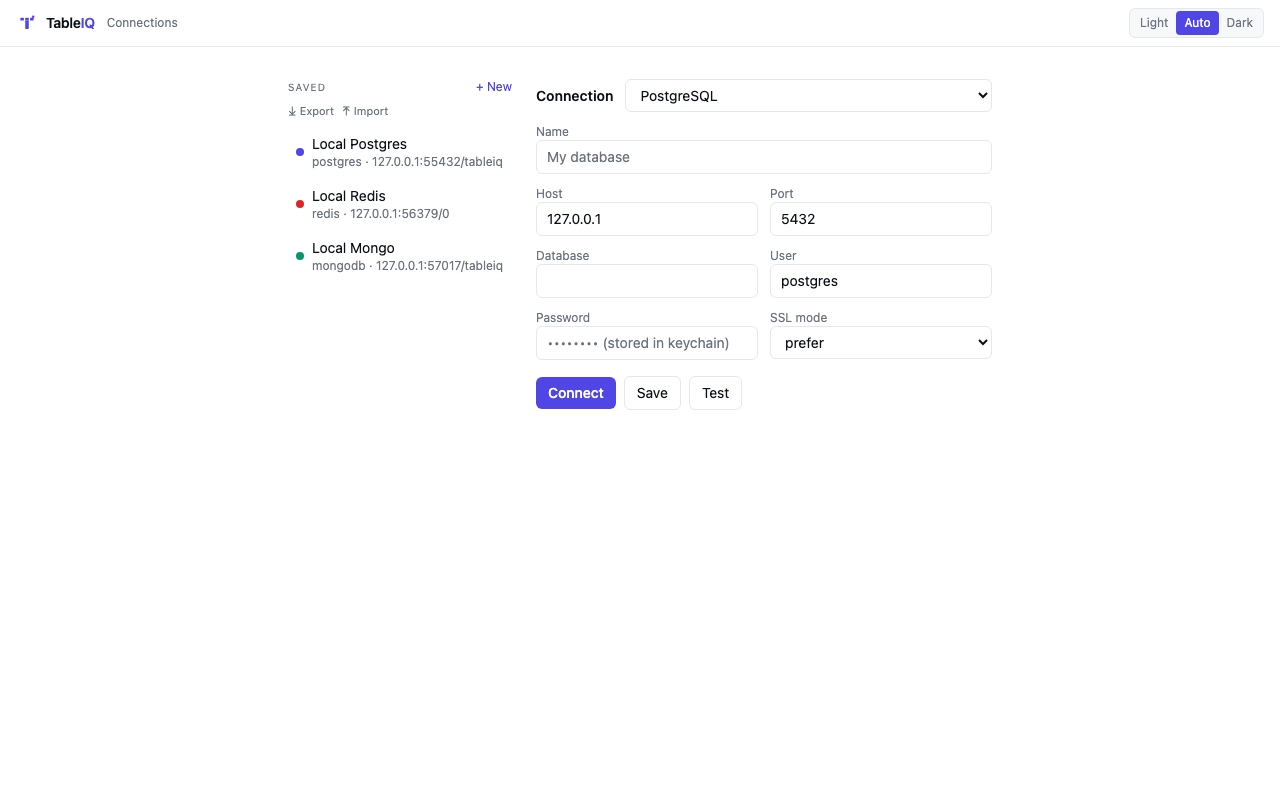 TableIQ Connections Light Auto Dark
SAVED + New
Export Import
Local Postgres
postgres · 127.0.0.1:55432/tableiq
Local Redis
redis · 127.0.0.1:56379/0
Local Mongo
mongodb · 127.0.0.1:57017/tableiq
Connection PostgreSQL
Name
My database
Host Port
127.0.0.1 5432
Database User
postgres
Password SSL mode
•••••••• (stored in keychain) prefer
Connect Save Test